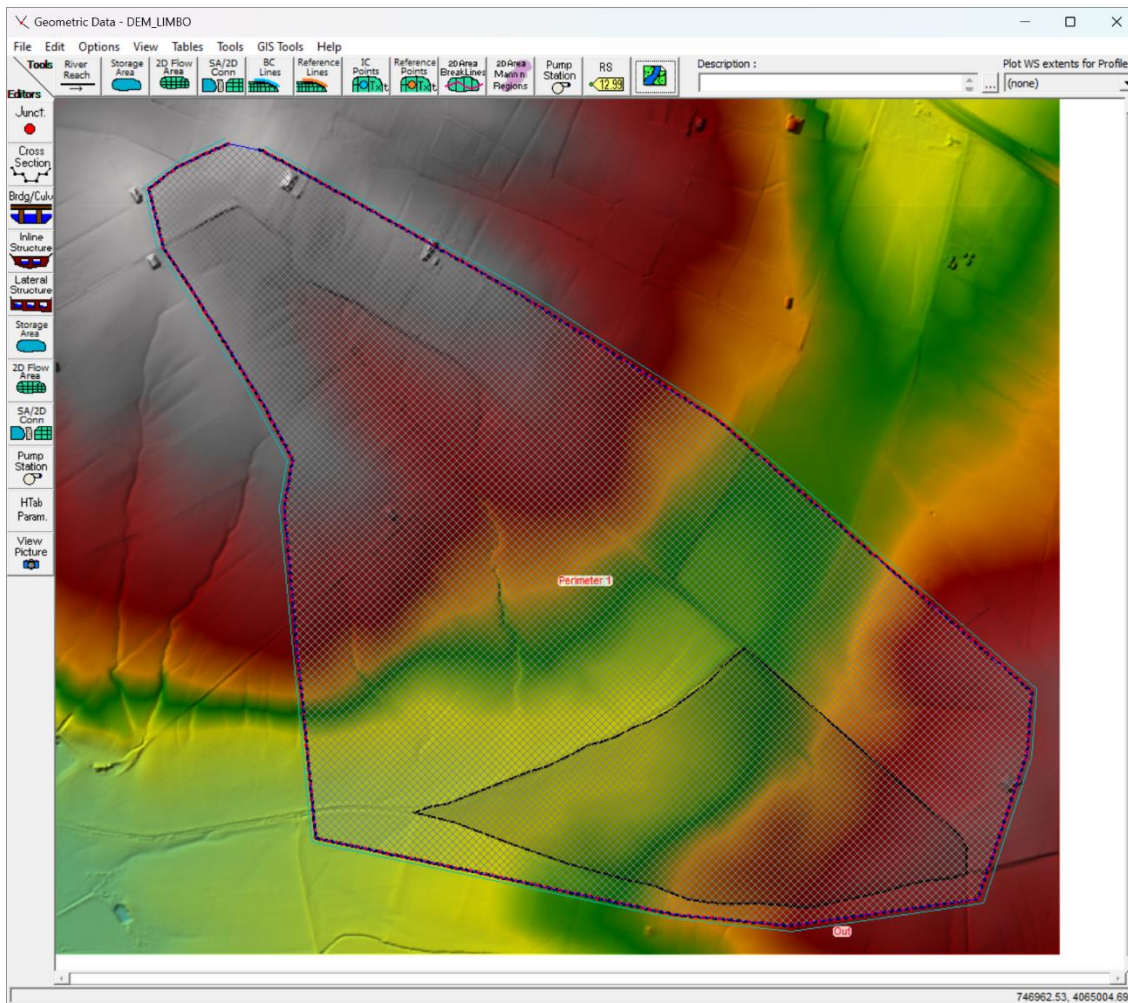 Geometric Data - DEM_LIMBO
File Edit Options View Tables Tools GIS Tools Help
Tools
Editors
River
Reach
Storage
Area
2D Flow
Area
SA/2D
Conn
BC
Lines
Reference
Lines
IC
Points
Reference
Points
2D Area
BreakLines
2D Area
Mann n
Regions
Pump
Station
RS
12.99
Description :
...
Plot WS extents for Profile
(none)
Junct.
Cross
Section
Brdg/Culv
Inline
Structure
Lateral
Structure
Storage
Area
2D Flow
Area
SA/2D
Conn
Pump
Station
HTab
Param.
View
Picture
Perimeter 1
Out
746962.53, 4065004.69